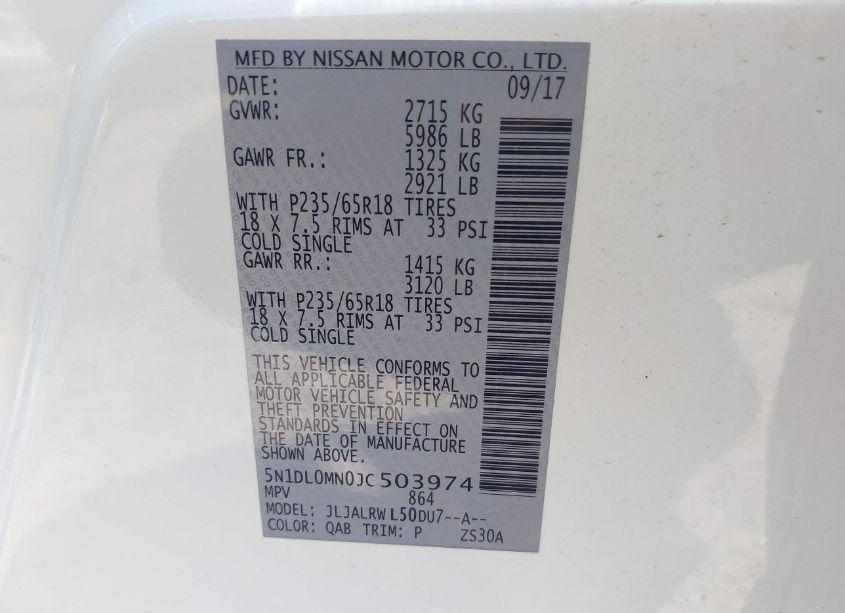 MFD BY NISSAN MOTOR CO., LTD.
DATE: 09/17
GVWR: 2715 KG
5986 LB
GAWR FR.: 1325 KG
2921 LB
WITH P235/65R18 TIRES
18 X 7.5 RIMS AT 33 PSI
COLD SINGLE
GAWR RR.: 1415 KG
3120 LB
WITH P235/65R18 TIRES
18 X 7.5 RIMS AT 33 PSI
COLD SINGLE
THIS VEHICLE CONFORMS TO
ALL APPLICABLE FEDERAL
MOTOR VEHICLE SAFETY AND
THEFT PREVENTION
STANDARDS IN EFFECT ON
THE DATE OF MANUFACTURE
SHOWN ABOVE.
5N1DL0MN0JC 503974
MPV 864
MODEL: JLJALRW L50DU7--A--
COLOR: QAB TRIM: P ZS30A